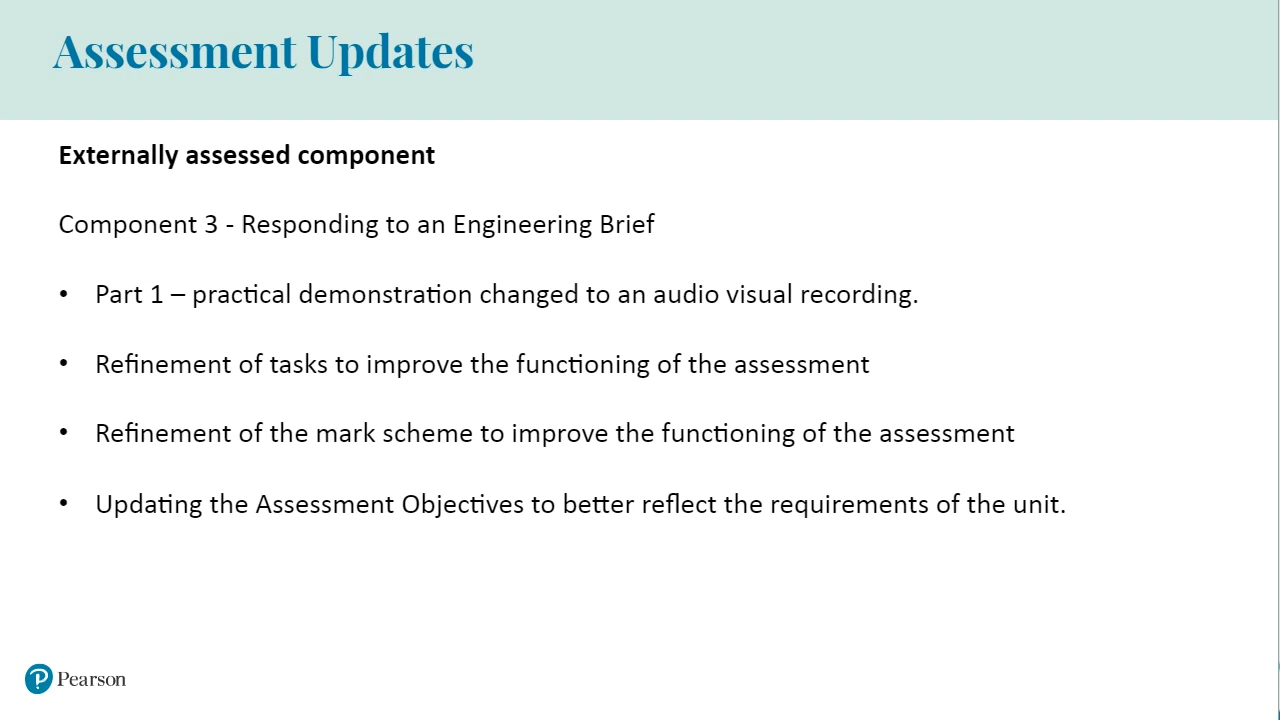 Assessment Updates
Externally assessed component
Component 3 - Responding to an Engineering Brief
• Part 1 – practical demonstration changed to an audio visual recording.
• Refinement of tasks to improve the functioning of the assessment
• Refinement of the mark scheme to improve the functioning of the assessment
• Updating the Assessment Objectives to better reflect the requirements of the unit.
Pearson